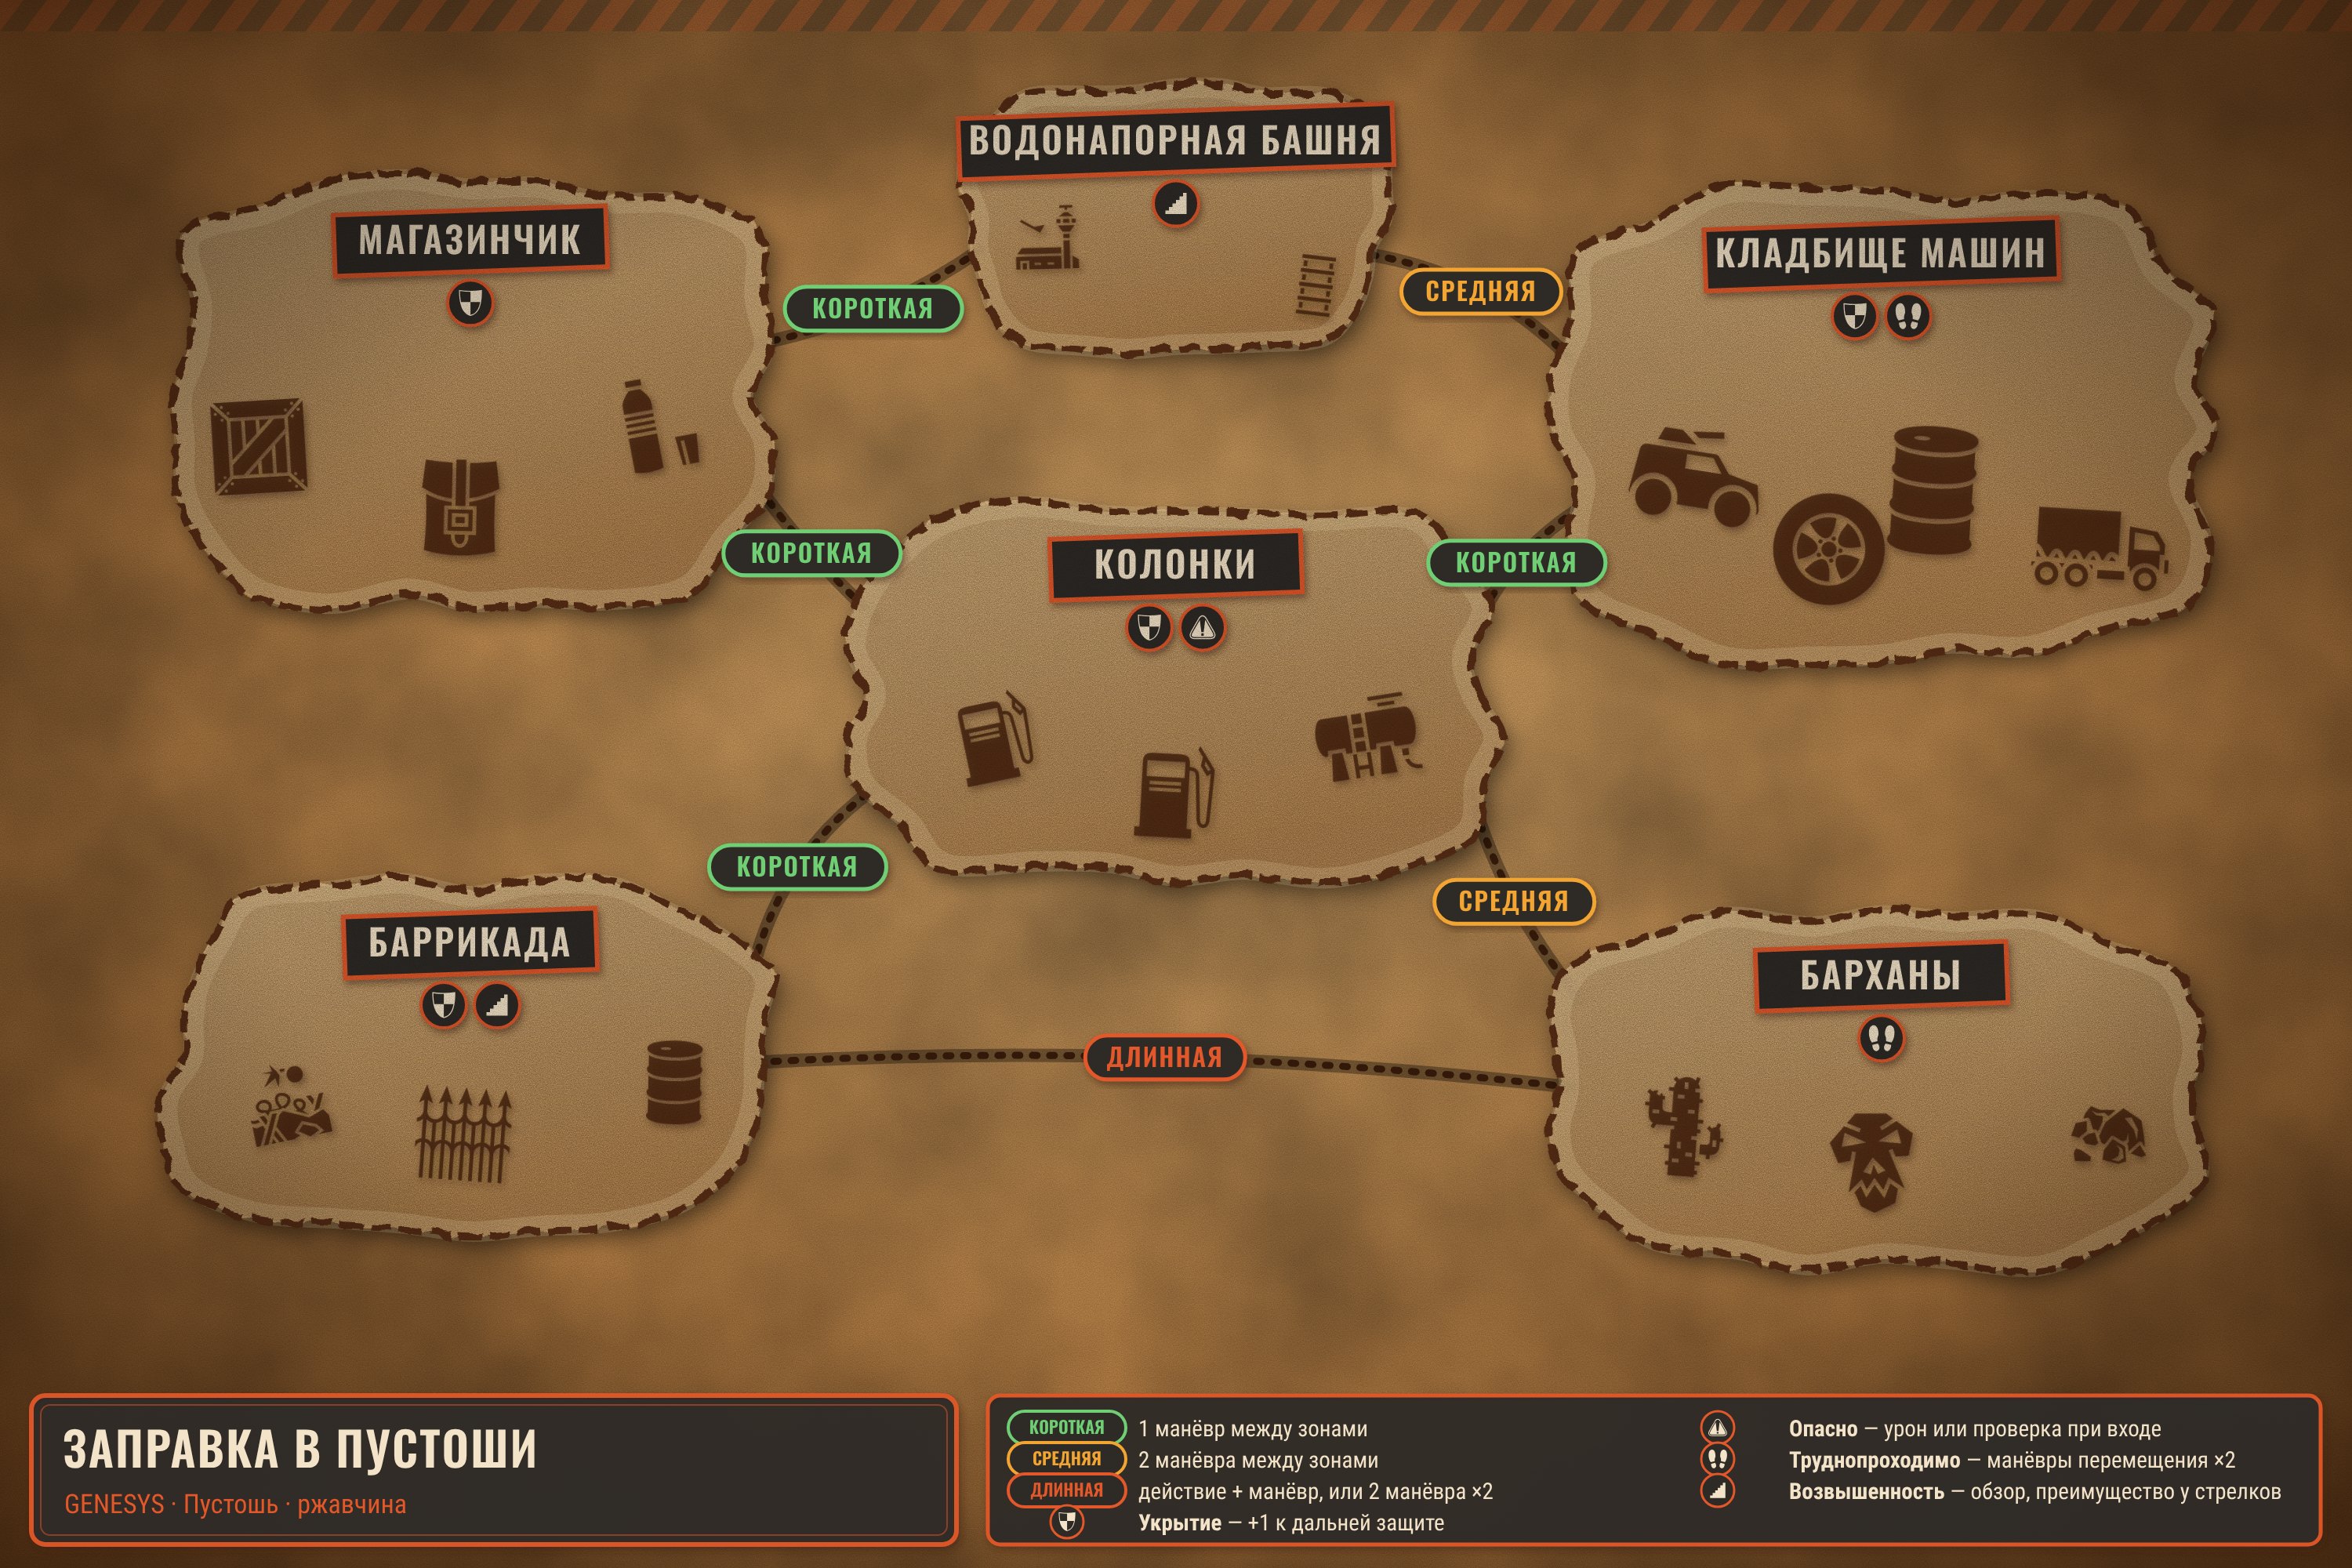 ВОДОНАПОРНАЯ БАШНЯ
МАГАЗИНЧИК
КЛАДБИЩЕ МАШИН
КОРОТКАЯ
СРЕДНЯЯ
КОРОТКАЯ
КОЛОНКИ
КОРОТКАЯ
КОРОТКАЯ
СРЕДНЯЯ
БАРРИКАДА
БАРХАНЫ
ДЛИННАЯ
ЗАПРАВКА В ПУСТОШИ
GENESYS · Пустошь · ржавчина
КОРОТКАЯ 1 манёвр между зонами
СРЕДНЯЯ 2 манёвра между зонами
ДЛИННАЯ действие + манёвр, или 2 манёвра ×2
Укрытие — +1 к дальней защите
Опасно — урон или проверка при входе
Труднопроходимо — манёвры перемещения ×2
Возвышенность — обзор, преимущество у стрелков